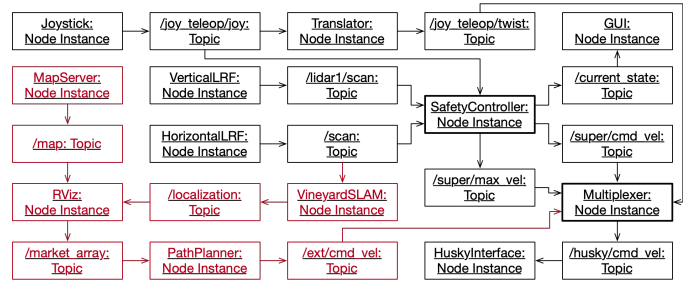 Joystick:
Node Instance
/joy_teleop/joy:
Topic
Translator:
Node Instance
/joy_teleop/twist:
Topic
GUI:
Node Instance
MapServer:
Node Instance
VerticalLRF:
Node Instance
/lidar1/scan:
Topic
SafetyController:
Node Instance
/current_state:
Topic
/map: Topic
HorizontalLRF:
Node Instance
/scan:
Topic
/super/cmd_vel:
Topic
RViz:
Node Instance
/localization:
Topic
VineyardSLAM:
Node Instance
/super/max_vel:
Topic
Multiplexer:
Node Instance
/market_array:
Topic
PathPlanner:
Node Instance
/ext/cmd_vel:
Topic
HuskyInterface:
Node Instance
/husky/cmd_vel:
Topic